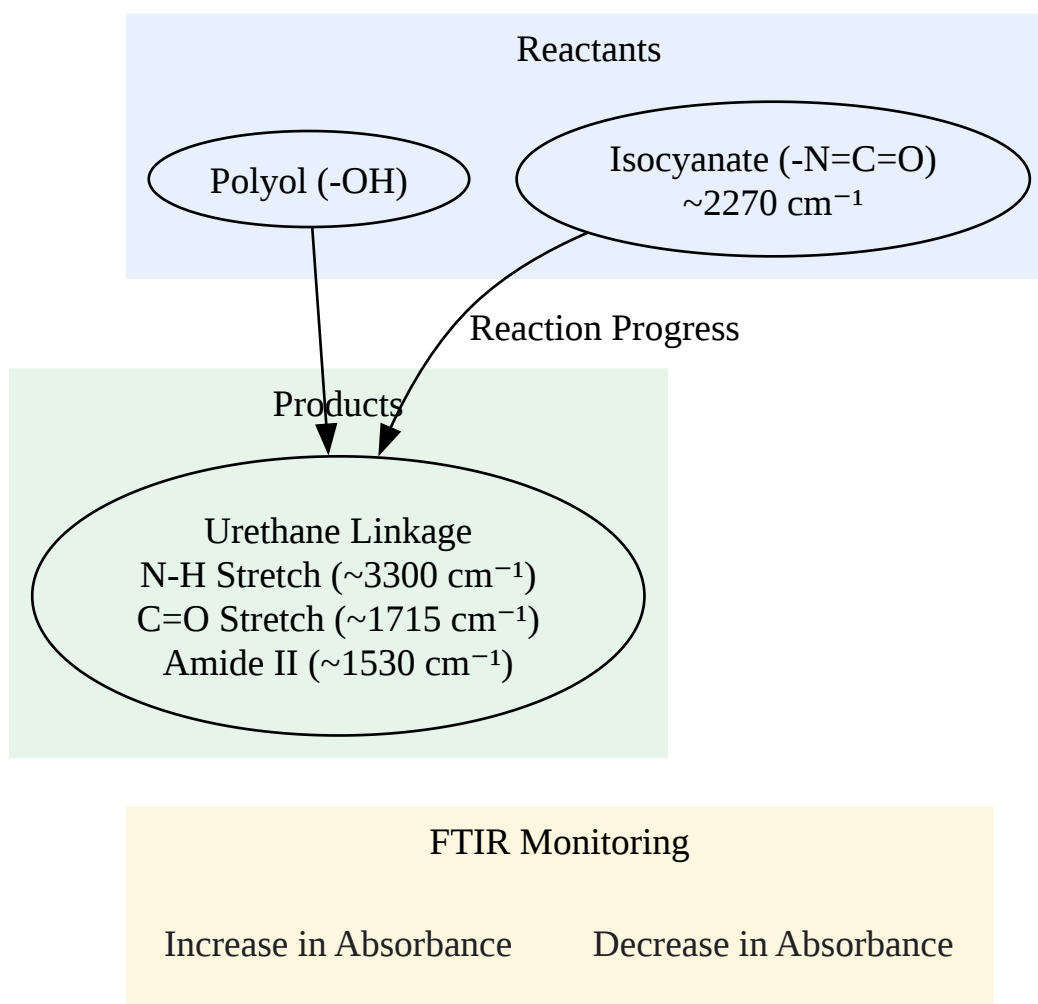 Reactants
Polyol (-OH)
Isocyanate (-N=C=O)
~2270 cm⁻¹
Reaction Progress
Products
Urethane Linkage
N-H Stretch (~3300 cm⁻¹)
C=O Stretch (~1715 cm⁻¹)
Amide II (~1530 cm⁻¹)
FTIR Monitoring
Increase in Absorbance
Decrease in Absorbance